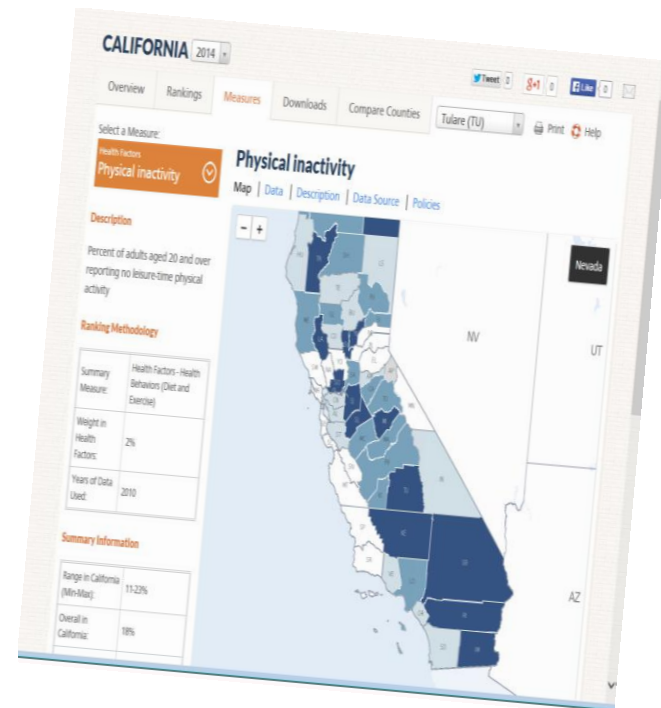 CALIFORNIA 2014
Tweet 0 g+1 0 Like 0
Overview Rankings Measures Downloads Compare Counties Tulare (TU) Print Help
Select a Measure:
Health Factors
Physical inactivity
Physical inactivity
Map | Data | Description | Data Source | Policies
Description
Percent of adults aged 20 and over
reporting no leisure-time physical
activity
Ranking Methodology
Summary
Measure:
Health Factors - Health
Behaviors (Diet and
Exercise)
Weight in
Health
Factors:
2%
Years of Data
Used:
2010
Summary Information
Range in California
(Min-Max):
11-23%
Overall in
California:
18%
- +
Nevada
NV
UT
AZ